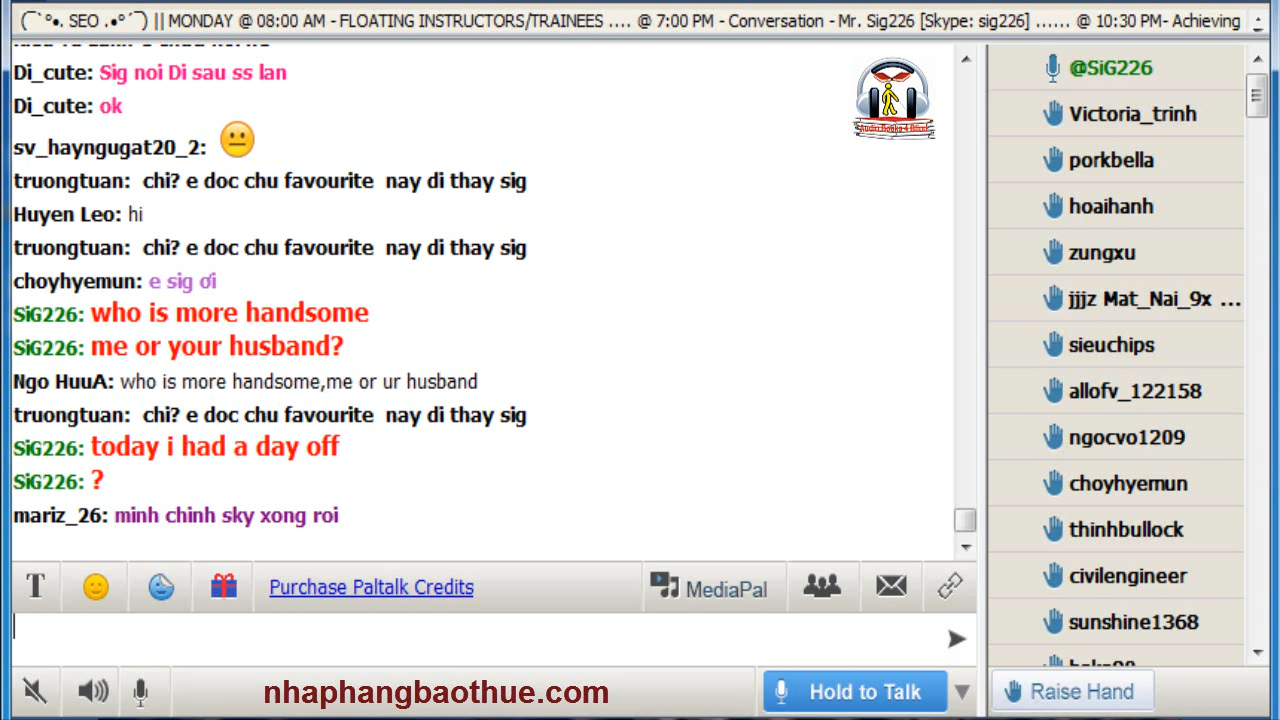 (¯`°•. SEO .•°´¯) || MONDAY @ 08:00 AM - FLOATING INSTRUCTORS/TRAINEES .... @ 7:00 PM - Conversation - Mr. Sig226 [Skype: sig226] ...... @ 10:30 PM- Achieving
Di_cute: Sig noi Di sau ss lan
Di_cute: ok
sv_hayngugat20_2:
truongtuan: chi? e doc chu favourite nay di thay sig
Huyen Leo: hi
truongtuan: chi? e doc chu favourite nay di thay sig
choyhyemun: e sig ơi
SiG226: who is more handsome
SiG226: me or your husband?
Ngo HuuA: who is more handsome,me or ur husband
truongtuan: chi? e doc chu favourite nay di thay sig
SiG226: today i had a day off
SiG226: ?
mariz_26: minh chinh sky xong roi
Audio Books 4 Blind
@SiG226
Victoria_trinh
porkbella
hoaihanh
zungxu
jjjz Mat_Nai_9x ...
sieuchips
allofv_122158
ngocvo1209
choyhyemun
thinhbullock
civilengineer
sunshine1368
T
Purchase Paltalk Credits
MediaPal
nhaphangbaothue.com
Hold to Talk
Raise Hand